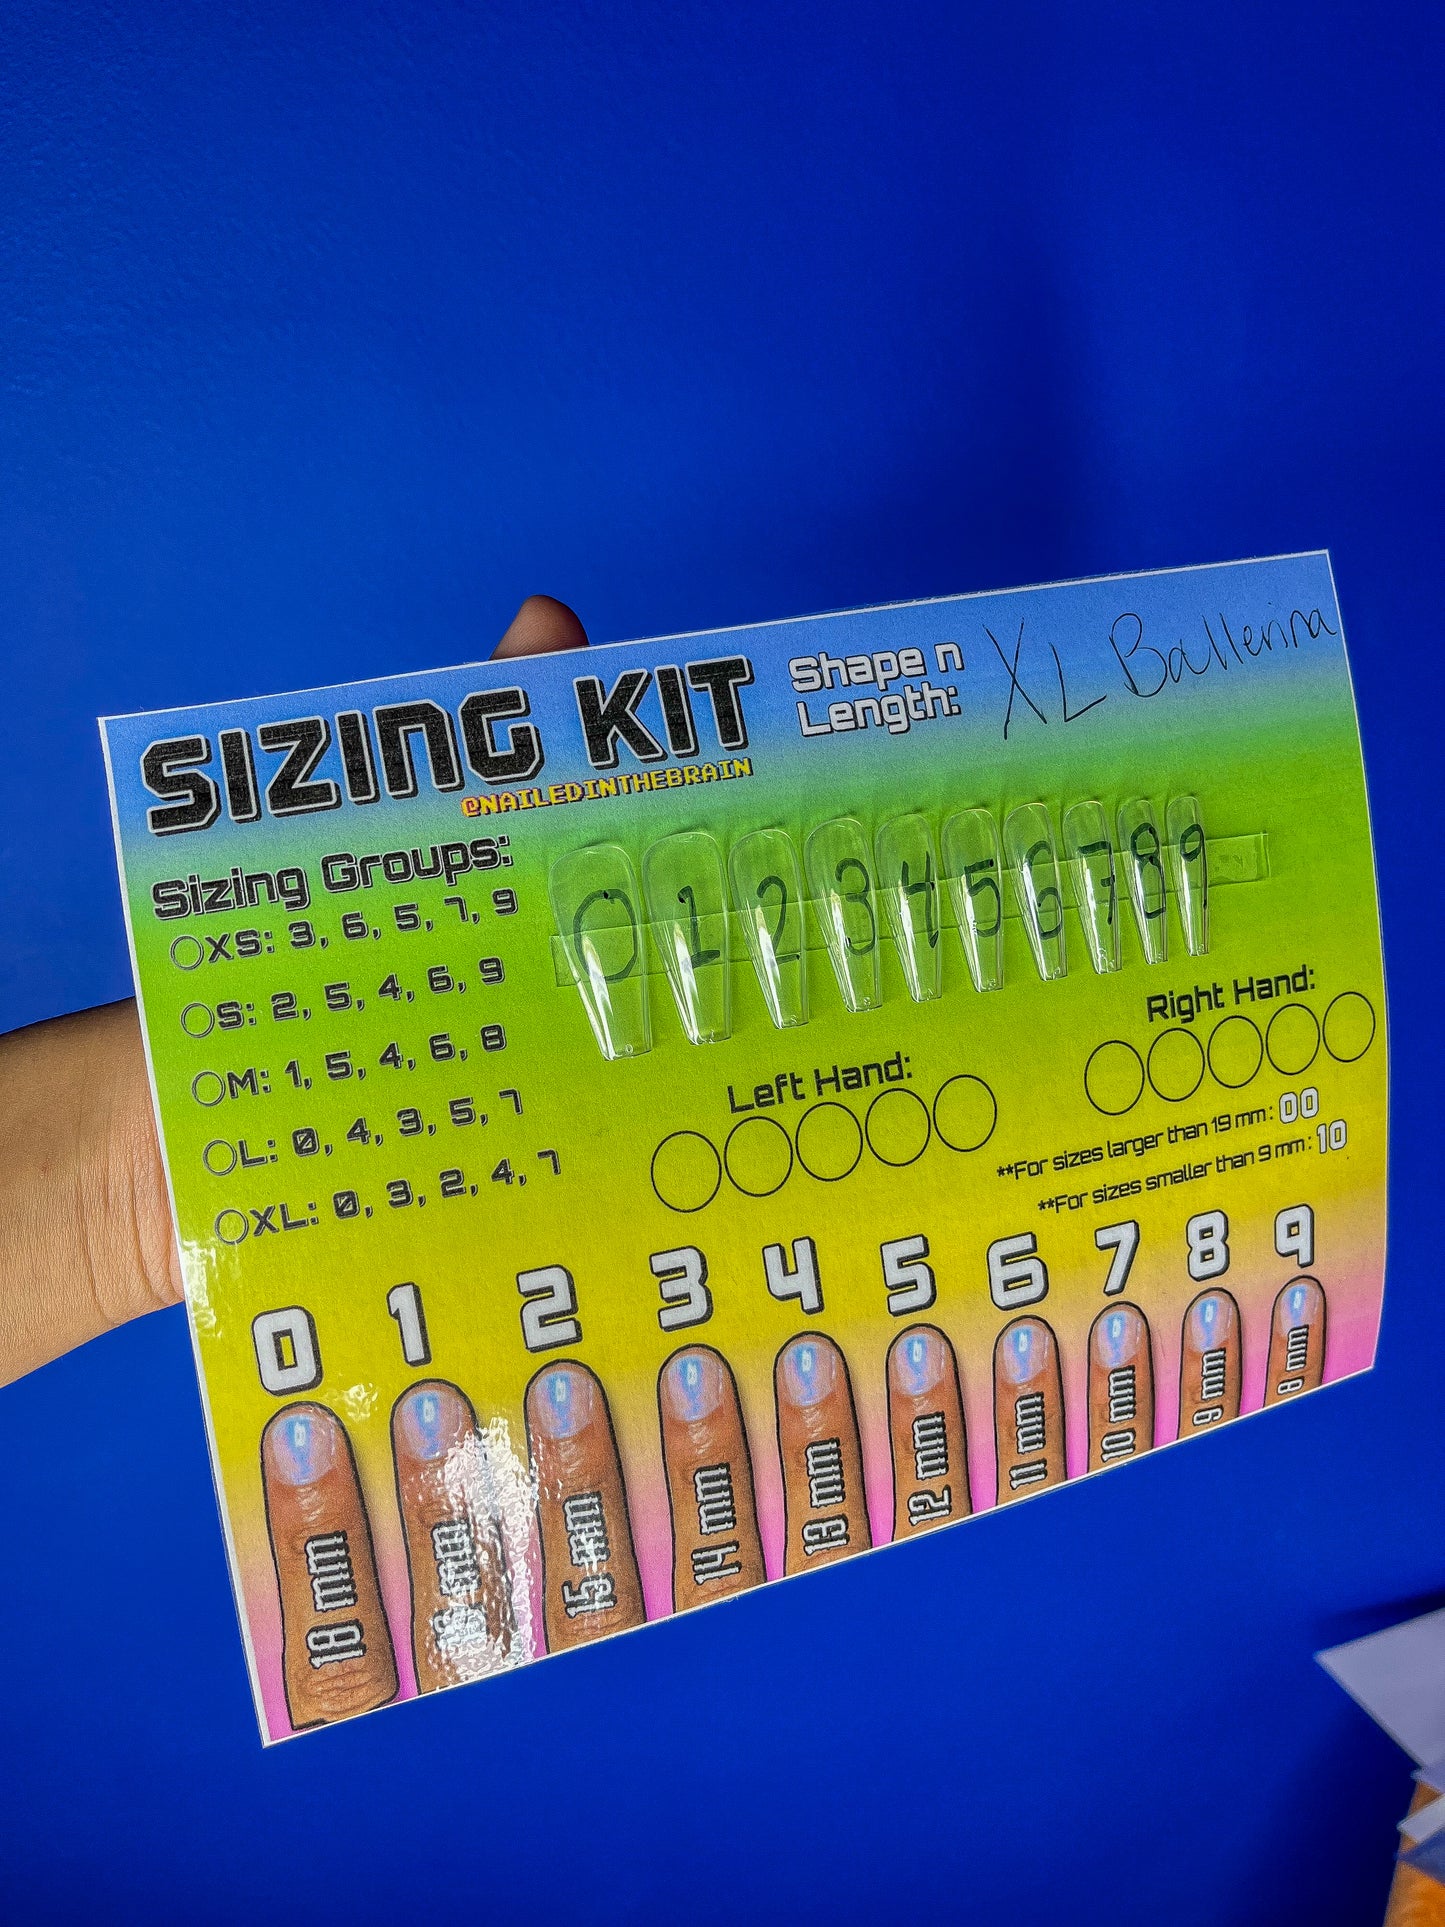 SIZING KIT
@NAILEDINTHEBRAIN
Shape n
Length:
XL Ballerina
Sizing Groups:
XS: 3, 6, 5, 7, 9
S: 2, 5, 4, 6, 9
M: 1, 5, 4, 6, 8
L: 0, 4, 3, 5, 7
XL: 0, 3, 2, 4, 7
0 1 2 3 4 5 6 7 8 9
Left Hand:
Right Hand:
**For sizes larger than 19 mm: 00
**For sizes smaller than 9 mm: 10
0 1 2 3 4 5 6 7 8 9
18 mm
16 mm
15 mm
14 mm
13 mm
12 mm
11 mm
10 mm
9 mm
8 mm